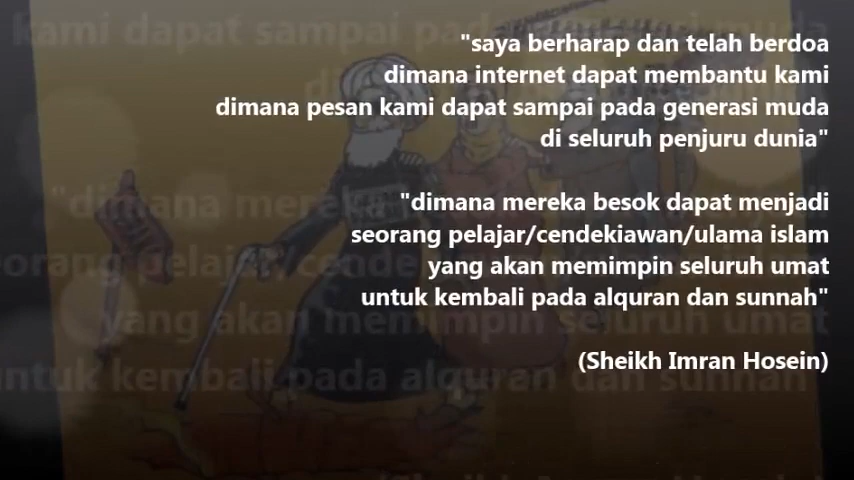 "saya berharap dan telah berdoa
dimana internet dapat membantu kami
dimana pesan kami dapat sampai pada generasi muda
di seluruh penjuru dunia"
"dimana mereka besok dapat menjadi
seorang pelajar/cendekiawan/ulama islam
yang akan memimpin seluruh umat
untuk kembali pada alquran dan sunnah"
(Sheikh Imran Hosein)